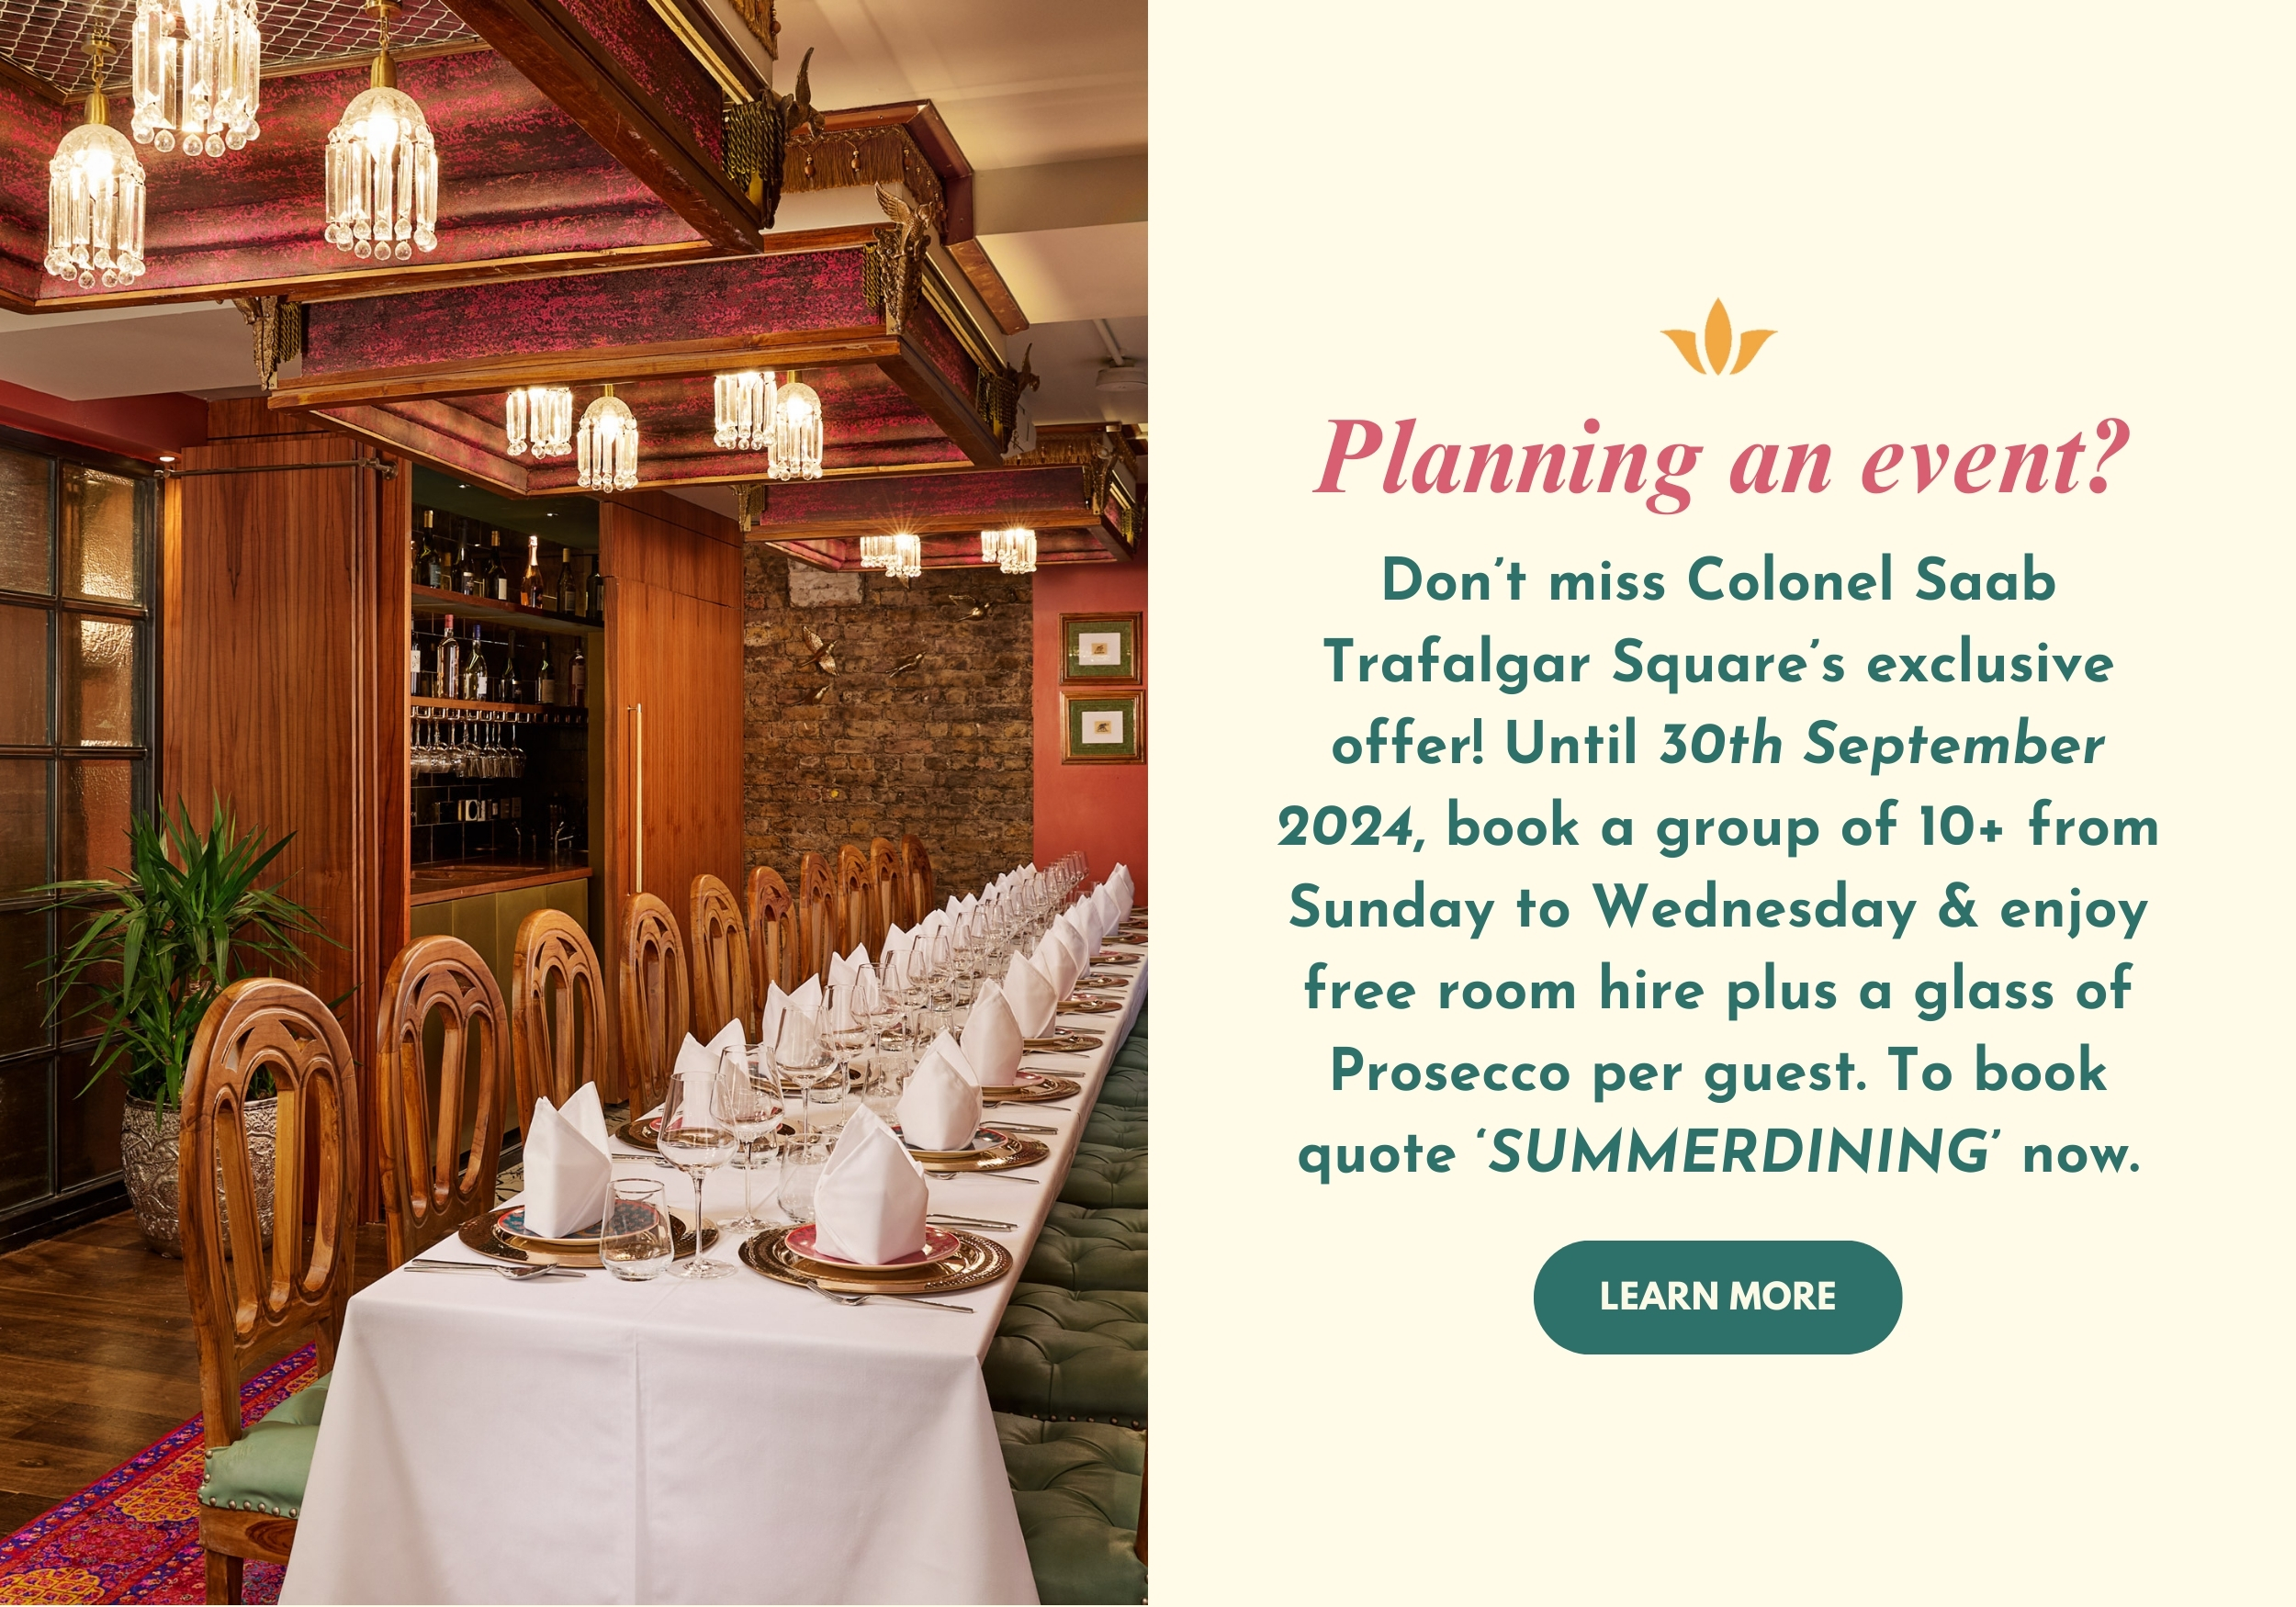 Planning an event?
Don’t miss Colonel Saab
Trafalgar Square’s exclusive
offer! Until 30th September
2024, book a group of 10+ from
Sunday to Wednesday & enjoy
free room hire plus a glass of
Prosecco per guest. To book
quote ‘SUMMERDINING’ now.
LEARN MORE